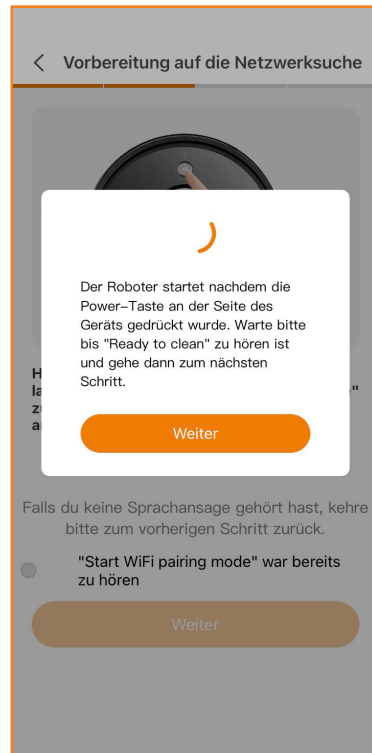 Vorbereitung auf die Netzwerksuche
Der Roboter startet nachdem die
Power-Taste an der Seite des
Geräts gedrückt wurde. Warte bitte
bis "Ready to clean" zu hören ist
und gehe dann zum nächsten
Schritt.
Weiter
Falls du keine Sprachansage gehört hast, kehre
bitte zum vorherigen Schritt zurück.
"Start WiFi pairing mode" war bereits
zu hören
Weiter